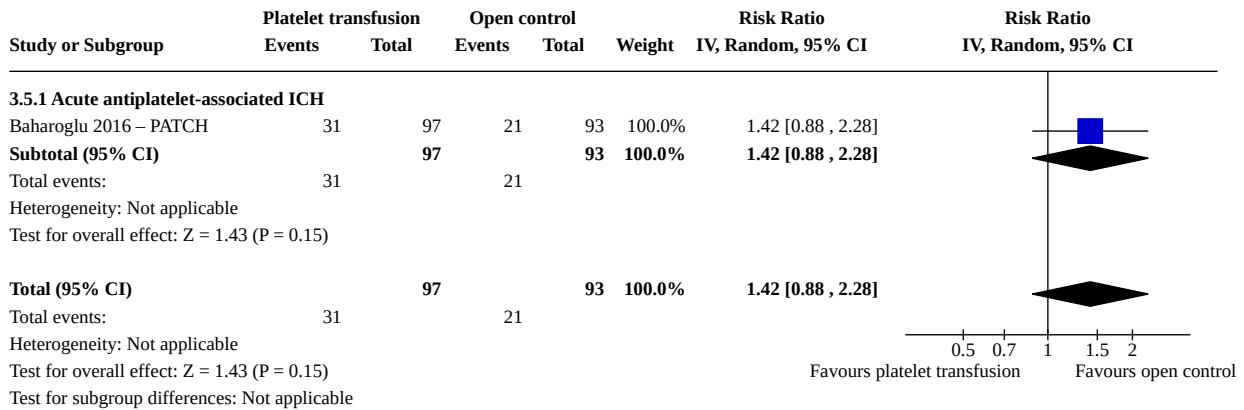 Platelet transfusion Open control Risk Ratio Risk Ratio
Study or Subgroup Events Total Events Total Weight IV, Random, 95% CI IV, Random, 95% CI
3.5.1 Acute antiplatelet-associated ICH
Baharoglu 2016 – PATCH 31 97 21 93 100.0% 1.42 [0.88 , 2.28]
Subtotal (95% CI) 97 93 100.0% 1.42 [0.88 , 2.28]
Total events: 31 21
Heterogeneity: Not applicable
Test for overall effect: Z = 1.43 (P = 0.15)
Total (95% CI) 97 93 100.0% 1.42 [0.88 , 2.28]
Total events: 31 21
Heterogeneity: Not applicable
0.5 0.7 1 1.5 2
Test for overall effect: Z = 1.43 (P = 0.15) Favours platelet transfusion Favours open control
Test for subgroup differences: Not applicable